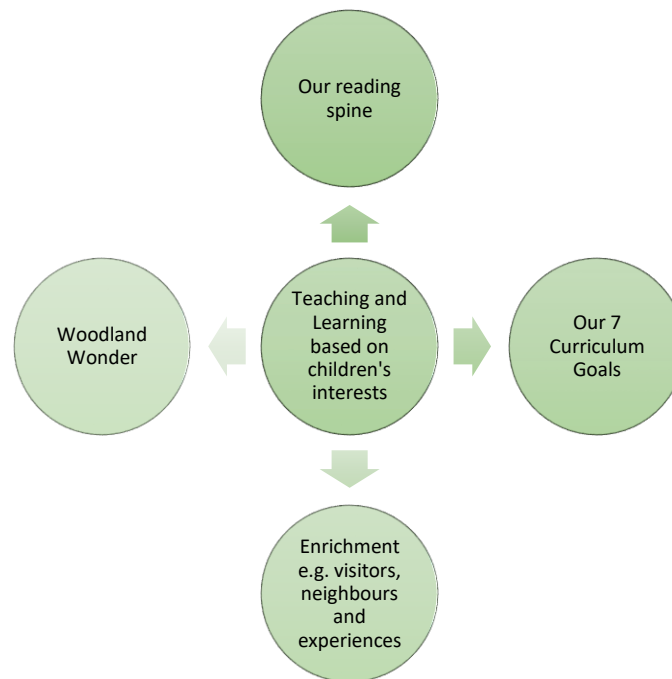 Our reading
spine
Woodland
Wonder
Teaching and
Learning
based on
children's
interests
Our 7
Curriculum
Goals
Enrichment
e.g. visitors,
neighbours
and
experiences